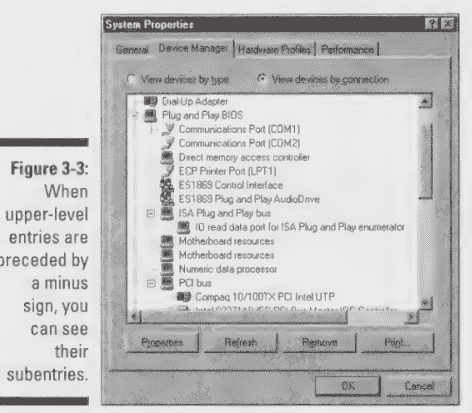 System Properties
General Device Manager Hardware Profiles Performance
View devices by type View devices by connection
Dial-Up Adapter
Plug and Play BIOS
Communications Port (COM1)
Communications Port (COM2)
Direct memory access controller
ECP Printer Port (LPT1)
ES1869 Control Interface
ES1869 Plug and Play AudioDrive
ISA Plug and Play bus
IO read data port for ISA Plug and Play enumerator
Motherboard resources
Motherboard resources
Numeric data processor
PCI bus
Compaq 10/100TX PCI Intel UTP
Properties Refresh Remove Print...
OK Cancel
Figure 3-3:
When
upper-level
entries are
preceded by
a minus
sign, you
can see
their
subentries.